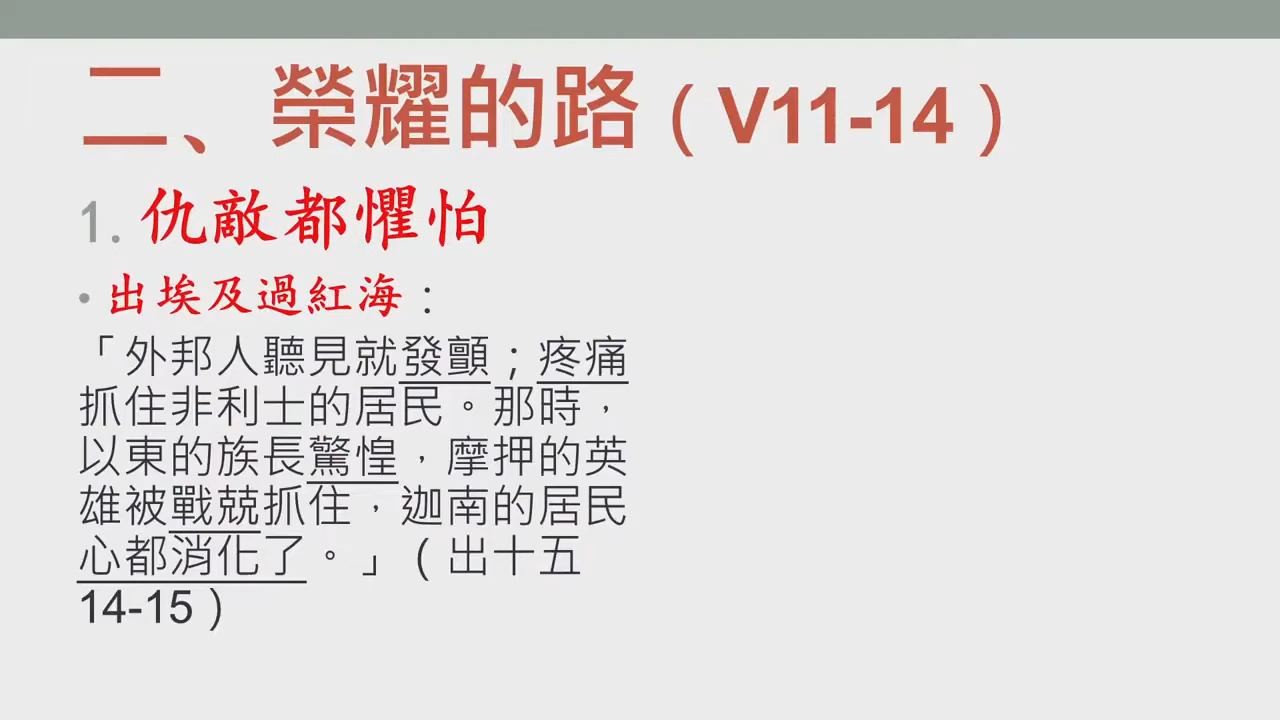 二、榮耀的路（V11-14）
1. 仇敵都懼怕
• 出埃及過紅海：
「外邦人聽見就發顫；疼痛
抓住非利士的居民。那時，
以東的族長驚惶，摩押的英
雄被戰兢抓住，迦南的居民
心都消化了。」（出十五
14-15）